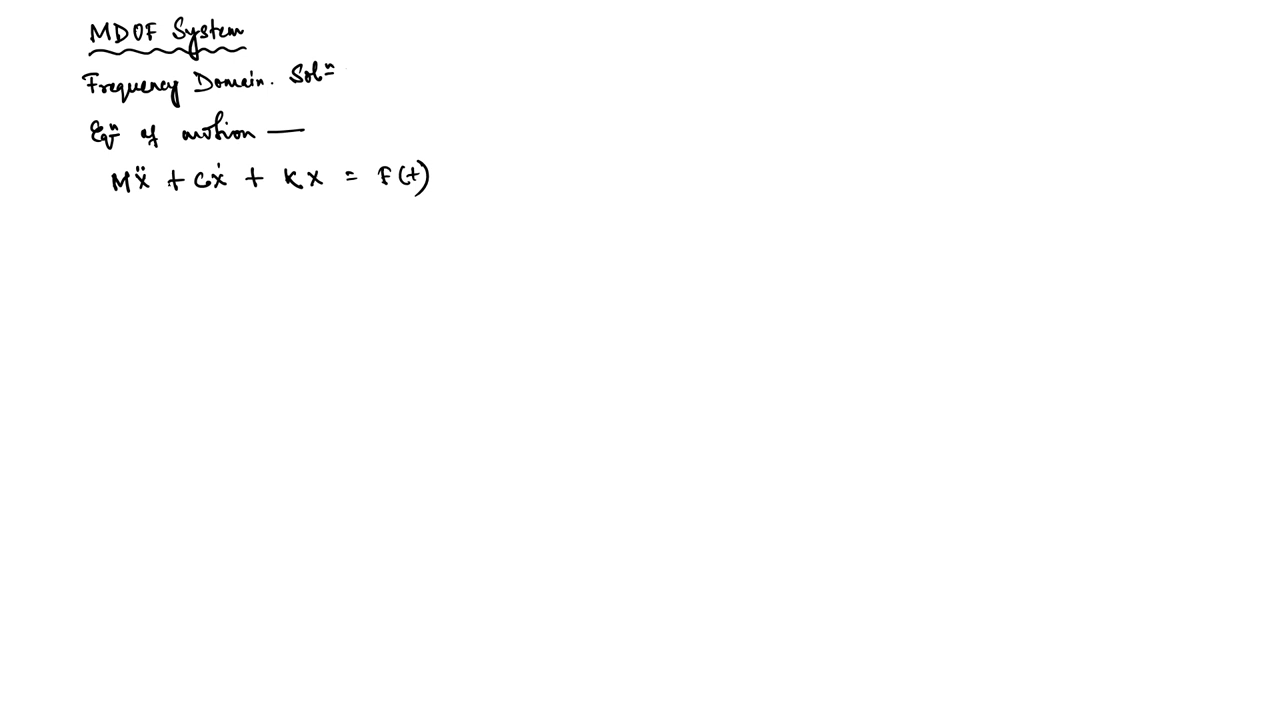 MDOF System
Frequency Domain. Solⁿ
Eqⁿ of motion —
MẌ + CẊ + KX = F(t)